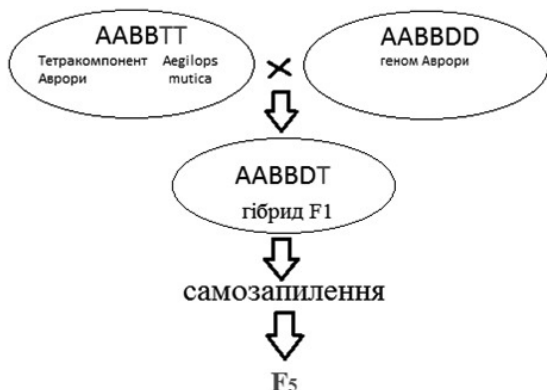 AABBTT
Тетракомпонент Aegilops
Аврори mutica
×
AABBDD
геном Аврори
AABBDT
гібрид F1
самозапилення
F5